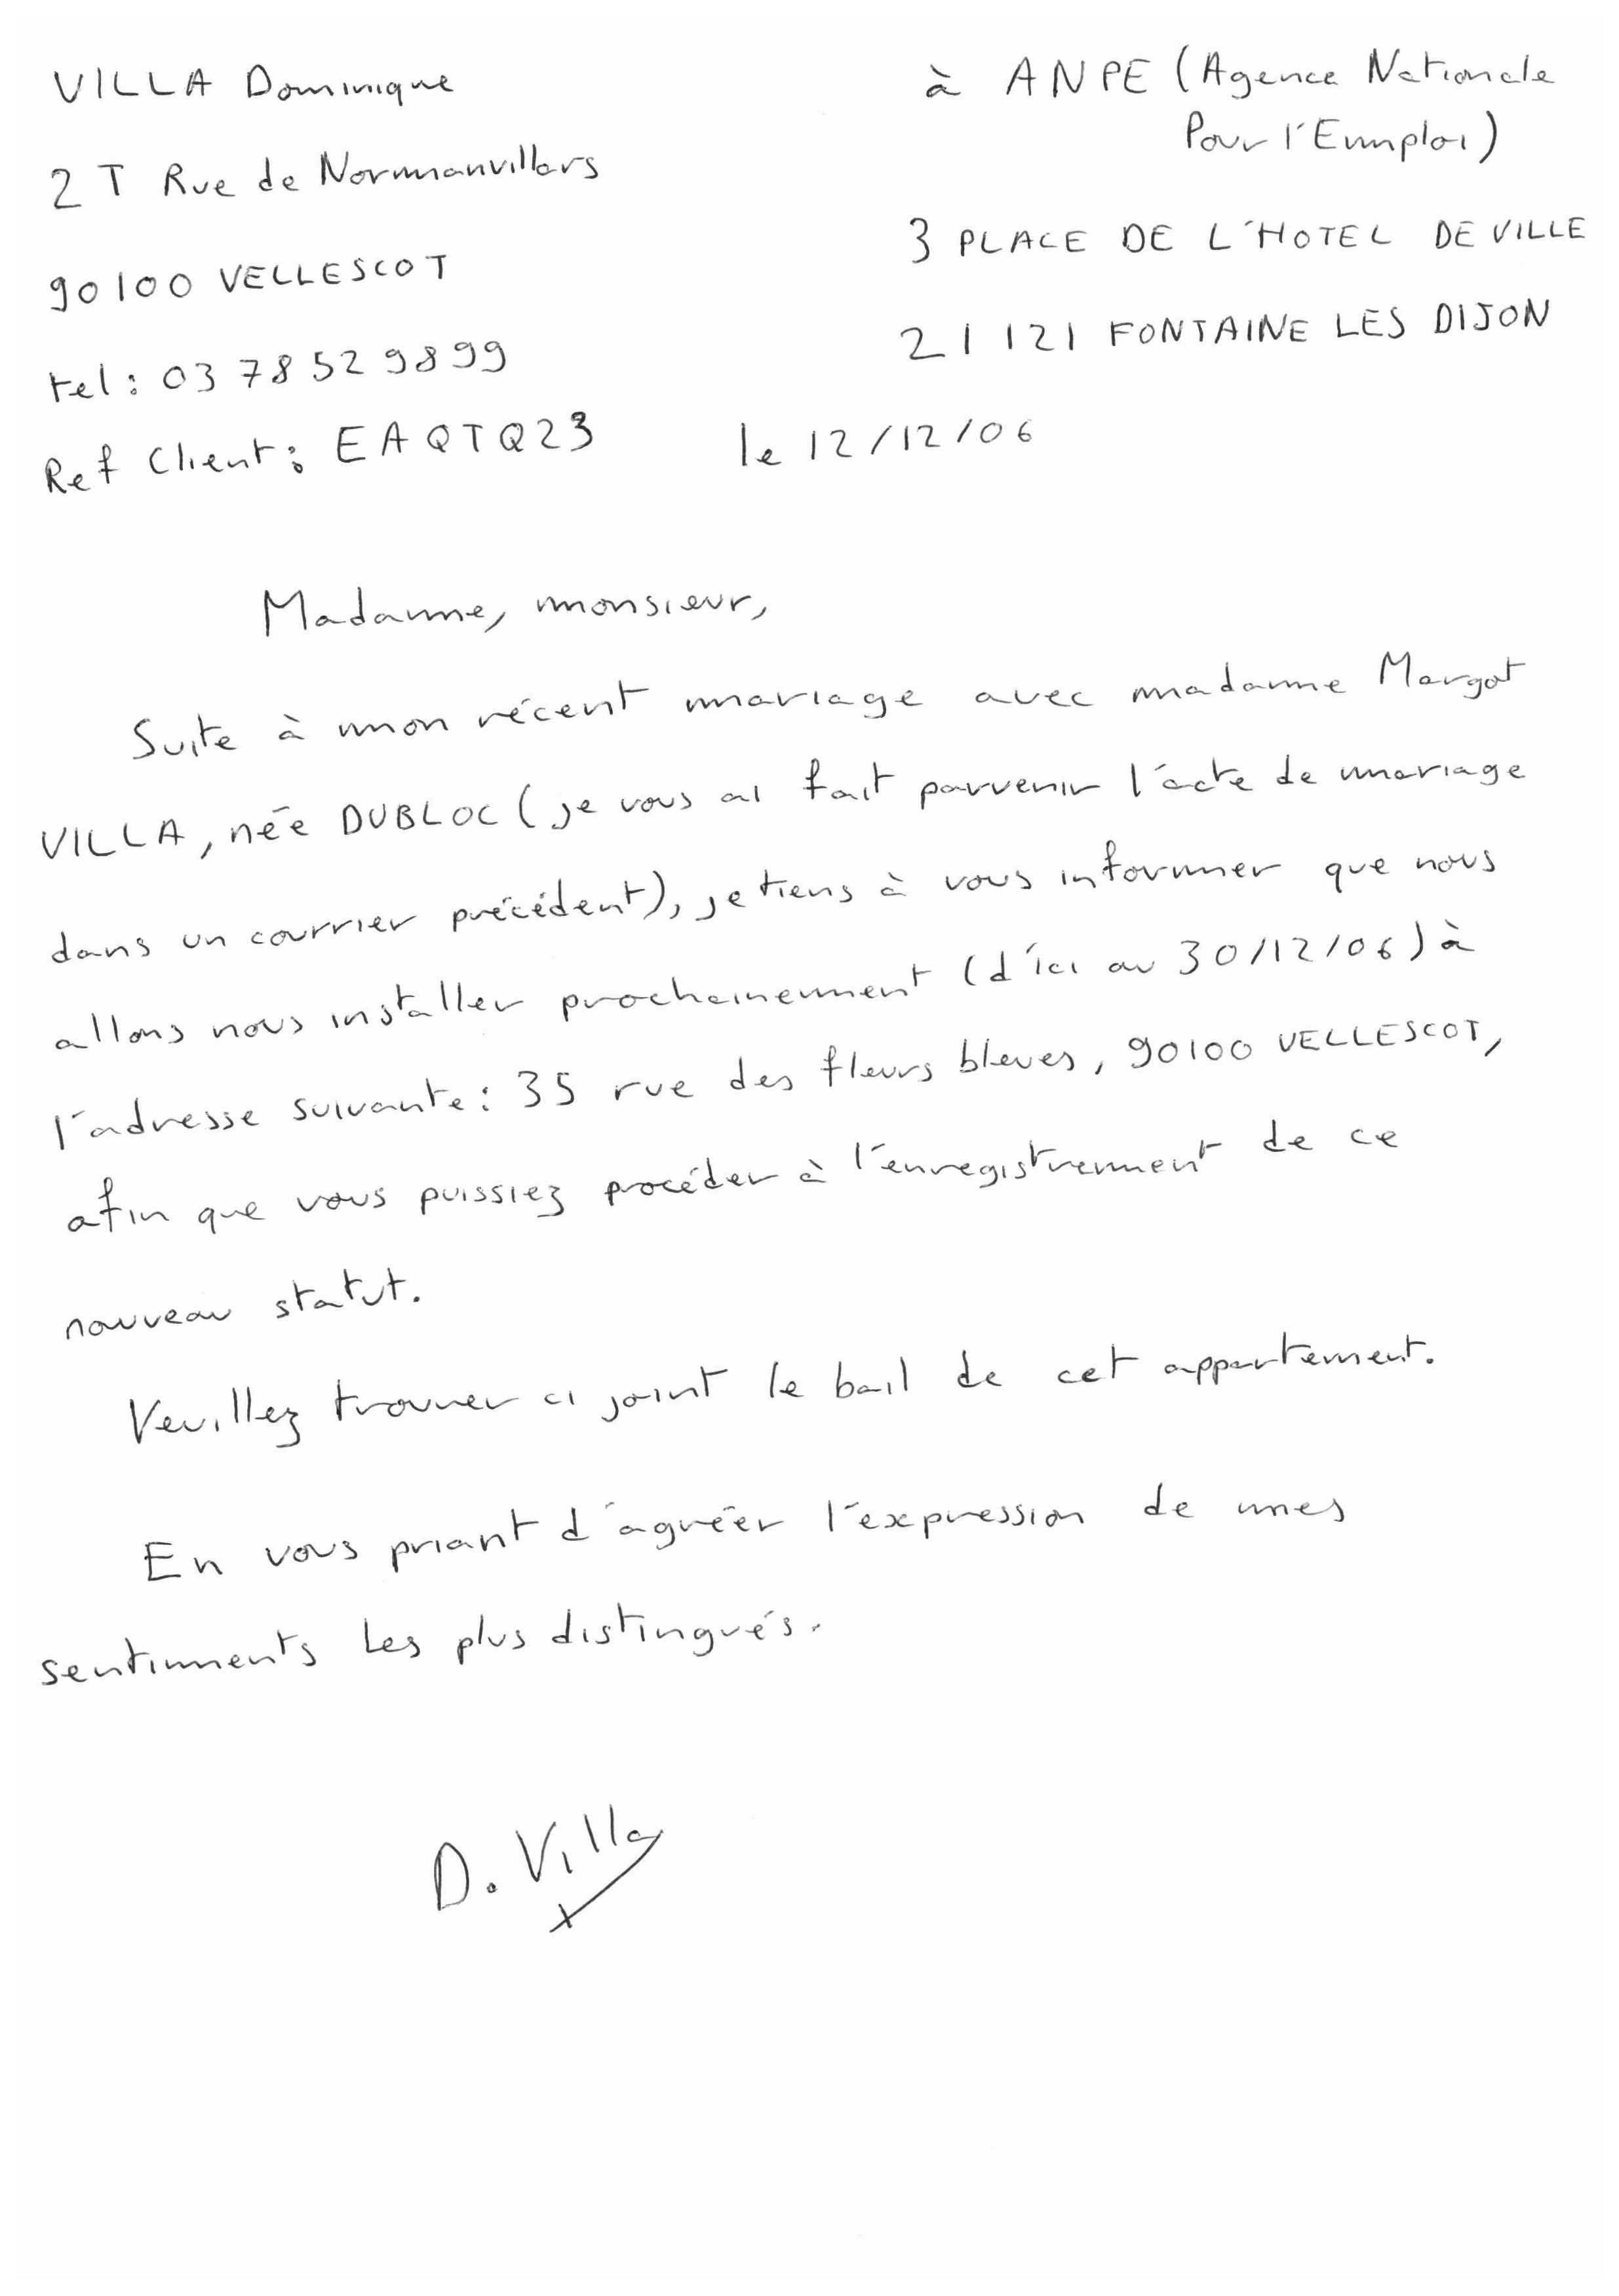 VILLA Dominique
2 T Rue de Normanvillars
90100 VELLESCOT
tel : 03 78 52 98 99
Ref Client : EAQTQ23
à ANPE (Agence Nationale
Pour l'Emploi)
3 PLACE DE L'HOTEL DE VILLE
21 121 FONTAINE LES DIJON
le 12/12/06
Madame, monsieur,
Suite à mon récent mariage avec madame Margot
VILLA, née DUBLOC (je vous ai fait parvenir l'acte de mariage
dans un courrier précédent), je tiens à vous informer que nous
allons nous installer prochainement (d'ici au 30/12/06) à
l'adresse suivante : 35 rue des fleurs bleues, 90100 VELLESCOT,
afin que vous puissiez procéder à l'enregistrement de ce
nouveau statut.
Veuillez trouver ci joint le bail de cet appartement.
En vous priant d'agréer l'expression de mes
sentiments les plus distingués.
D. Villa